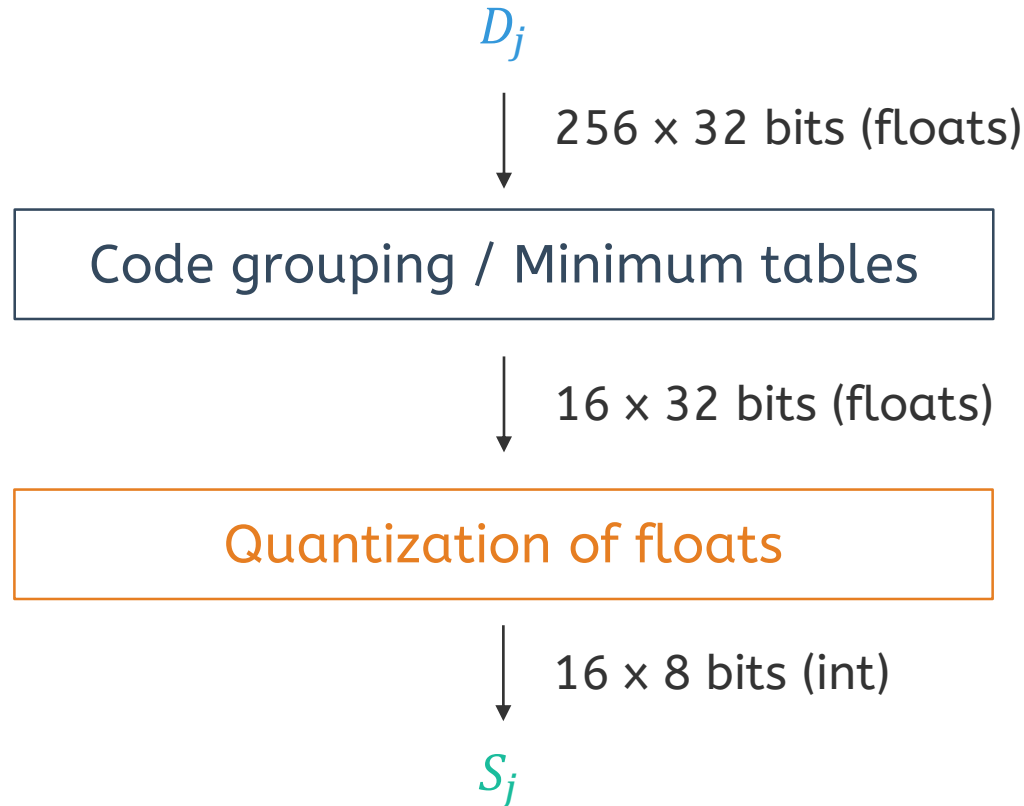 D_j
256 x 32 bits (floats)
Code grouping / Minimum tables
16 x 32 bits (floats)
Quantization of floats
16 x 8 bits (int)
S_j